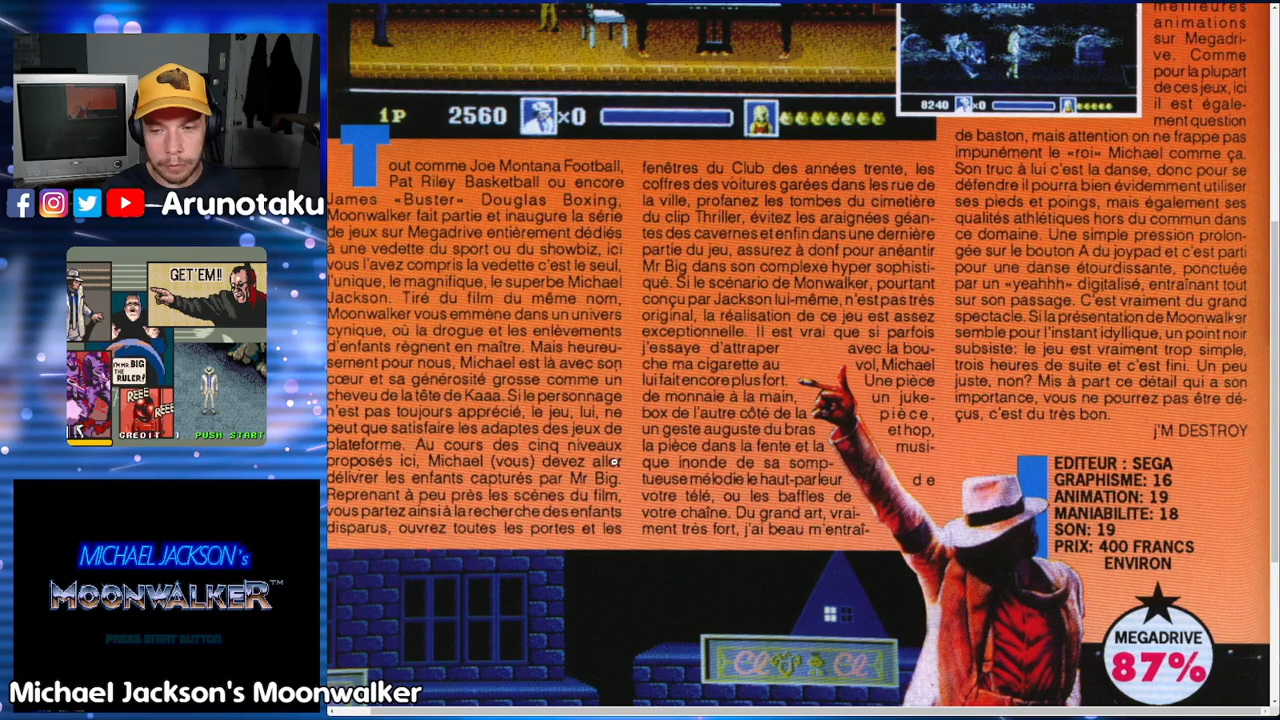 Arunotaku
GET'EM!!
I'M MR. BIG
THE
RULER!
REEE
REEE
CREDIT
PUSH START
MICHAEL JACKSON's
MOONWALKER™
PRESS START BUTTON
Michael Jackson's Moonwalker
1P 2560 ×0
PAUSE
8240 ×0
Tout comme Joe Montana Football,
Pat Riley Basketball ou encore
James «Buster» Douglas Boxing,
Moonwalker fait partie et inaugure la série
de jeux sur Megadrive entièrement dédiés
à une vedette du sport ou du showbiz, ici
vous l'avez compris la vedette c'est le seul,
l'unique, le magnifique, le superbe Michael
Jackson. Tiré du film du même nom,
Moonwalker vous emmène dans un univers
cynique, où la drogue et les enlèvements
d'enfants règnent en maître. Mais heureu-
sement pour nous, Michael est là avec son
cœur et sa générosité grosse comme un
cheveu de la tête de Kaaa. Si le personnage
n'est pas toujours apprécié, le jeu, lui, ne
peut que satisfaire les adaptes des jeux de
plateforme. Au cours des cinq niveaux
proposés ici, Michael (vous) devez aller
délivrer les enfants capturés par Mr Big.
Reprenant à peu près les scènes du film,
vous partez ainsi à la recherche des enfants
disparus, ouvrez toutes les portes et les
fenêtres du Club des années trente, les
coffres des voitures garées dans les rue de
la ville, profanez les tombes du cimetière
du clip Thriller, évitez les araignées géan-
tes des cavernes et enfin dans une dernière
partie du jeu, assurez à donf pour anéantir
Mr Big dans son complexe hyper sophisti-
qué. Si le scénario de Monwalker, pourtant
conçu par Jackson lui-même, n'est pas très
original, la réalisation de ce jeu est assez
exceptionnelle. Il est vrai que si parfois
j'essaye d'attraper avec la bou-
che ma cigarette au vol, Michael
lui fait encore plus fort. Une pièce
de monnaie à la main, un juke-
box de l'autre côté de la pièce,
un geste auguste du bras et hop,
la pièce dans la fente et la musi-
que inonde de sa somp-
tueuse mélodie le haut-parleur de
votre télé, ou les baffles de
votre chaîne. Du grand art, vrai-
ment très fort, j'ai beau m'entraî-
meilleures
animations
sur Megadri-
ve. Comme
pour la plupart
de ces jeux, ici
il est égale-
ment question
de baston, mais attention on ne frappe pas
impunément le «roi» Michael comme ça.
Son truc à lui c'est la danse, donc pour se
défendre il pourra bien évidemment utiliser
ses pieds et poings, mais également ses
qualités athlétiques hors du commun dans
ce domaine. Une simple pression prolon-
gée sur le bouton A du joypad et c'est parti
pour une danse étourdissante, ponctuée
par un «yeahhh» digitalisé, entraînant tout
sur son passage. C'est vraiment du grand
spectacle. Si la présentation de Moonwalker
semble pour l'instant idyllique, un point noir
subsiste: le jeu est vraiment trop simple,
trois heures de suite et c'est fini. Un peu
juste, non? Mis à part ce détail qui a son
importance, vous ne pourrez pas être dé-
çus, c'est du très bon.
j'M DESTROY
EDITEUR : SEGA
GRAPHISME: 16
ANIMATION: 19
MANIABILITE: 18
SON: 19
PRIX: 400 FRANCS
ENVIRON
MEGADRIVE
87%